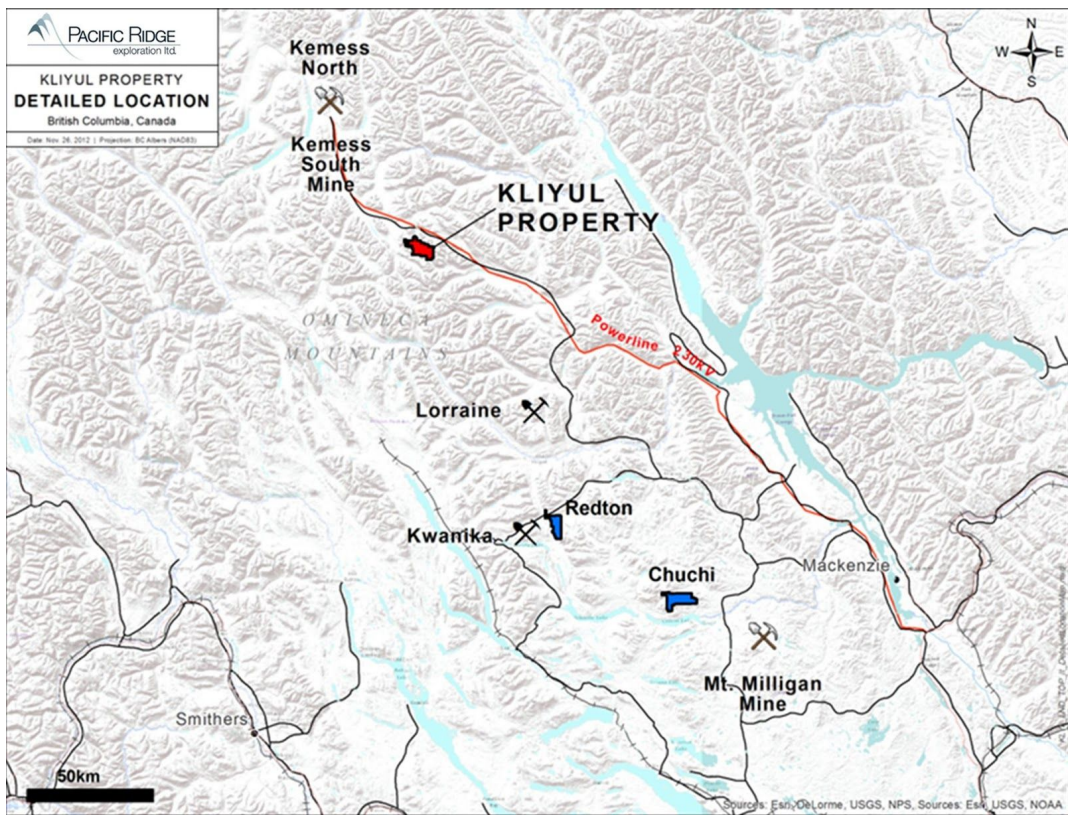 PACIFIC RIDGE
exploration ltd.
KLIYUL PROPERTY
DETAILED LOCATION
British Columbia, Canada
Date: Nov. 26, 2012 | Projection: BC Albers (NAD83)
N
W E
S
Kemess
North
Kemess
South
Mine
KLIYUL
PROPERTY
OMINECA
MOUNTAINS
Powerline 230kV
Lorraine
Redton
Kwanika
Chuchi
Mackenzie
Mt. Milligan
Mine
Smithers
50km
Sources: Esri, DeLorme, USGS, NPS, Sources: Esri, USGS, NOAA